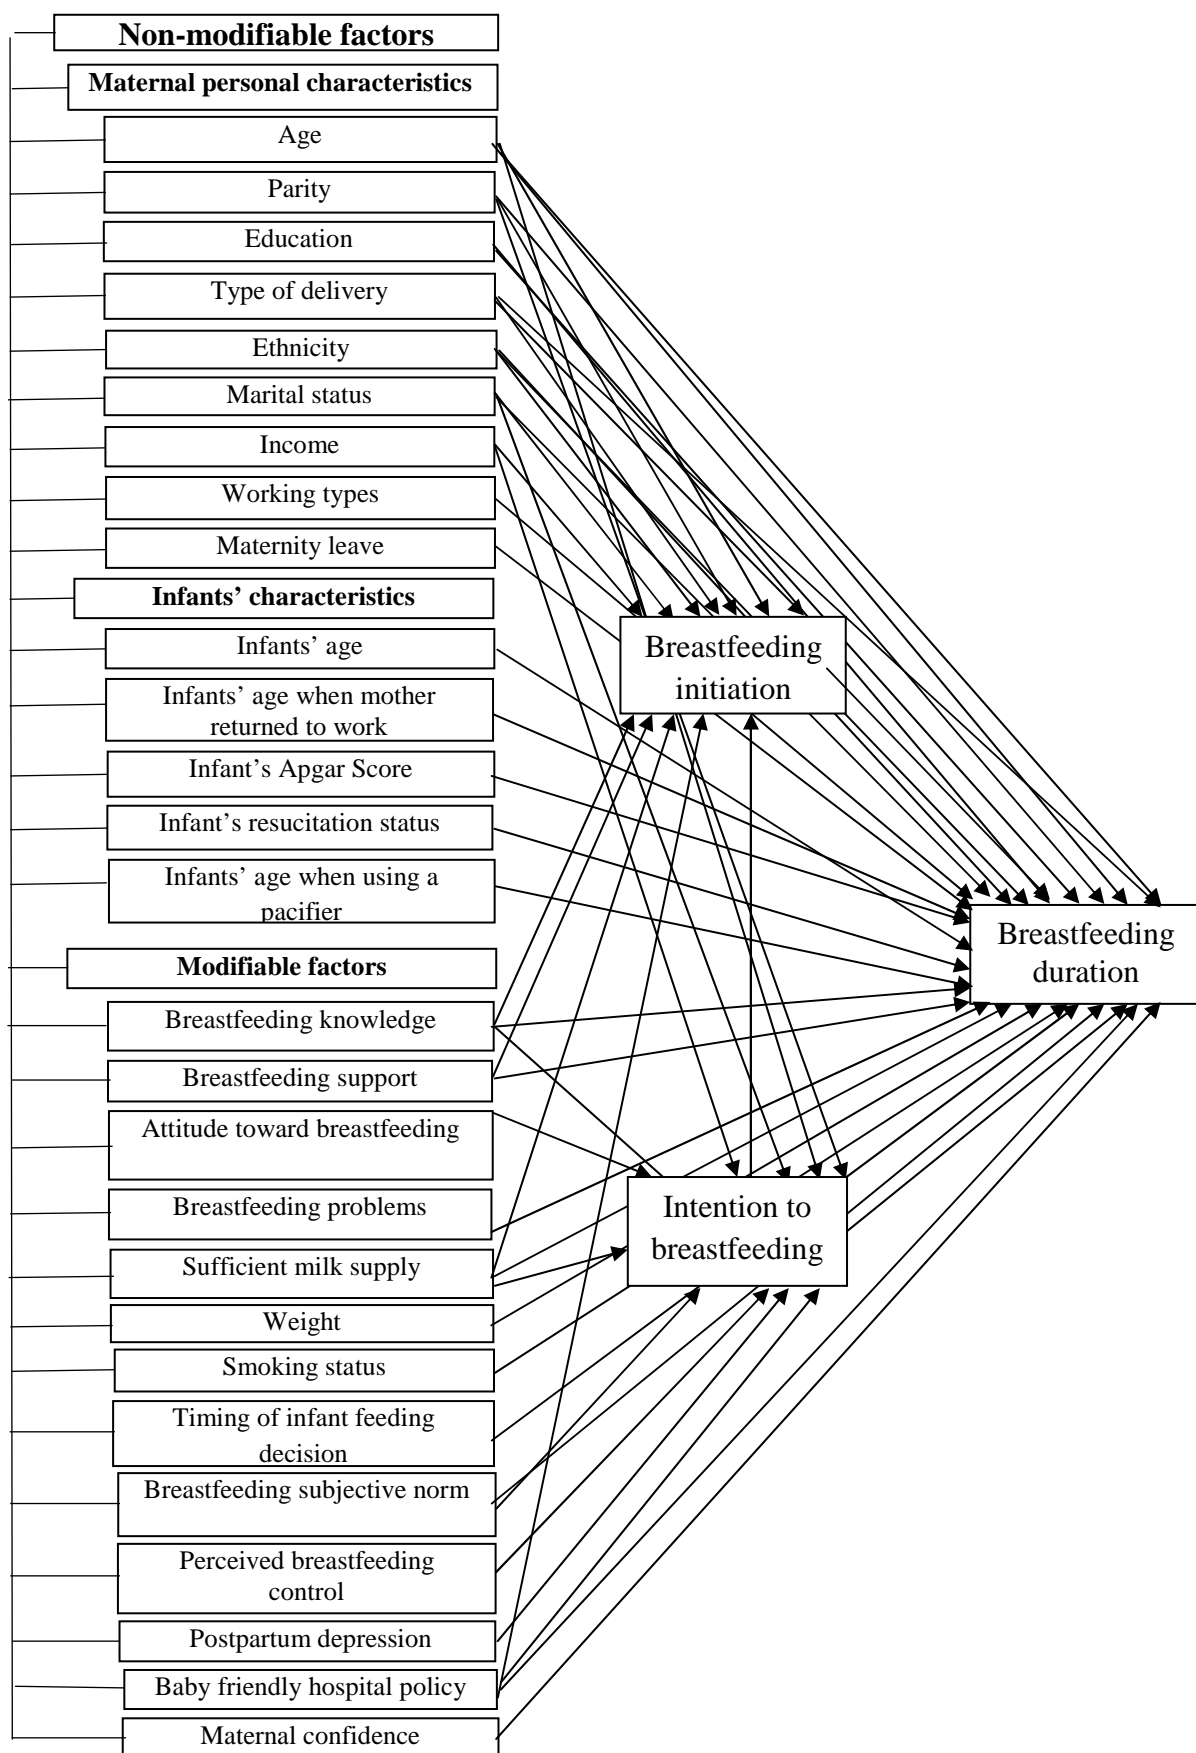 Non-modifiable factors
Maternal personal characteristics
Age
Parity
Education
Type of delivery
Ethnicity
Marital status
Income
Working types
Maternity leave
Infants’ characteristics
Infants’ age
Infants’ age when mother
returned to work
Infant’s Apgar Score
Infant’s resucitation status
Infants’ age when using a
pacifier
Modifiable factors
Breastfeeding knowledge
Breastfeeding support
Attitude toward breastfeeding
Breastfeeding problems
Sufficient milk supply
Weight
Smoking status
Timing of infant feeding
decision
Breastfeeding subjective norm
Perceived breastfeeding
control
Postpartum depression
Baby friendly hospital policy
Maternal confidence
Breastfeeding
initiation
Intention to
breastfeeding
Breastfeeding
duration